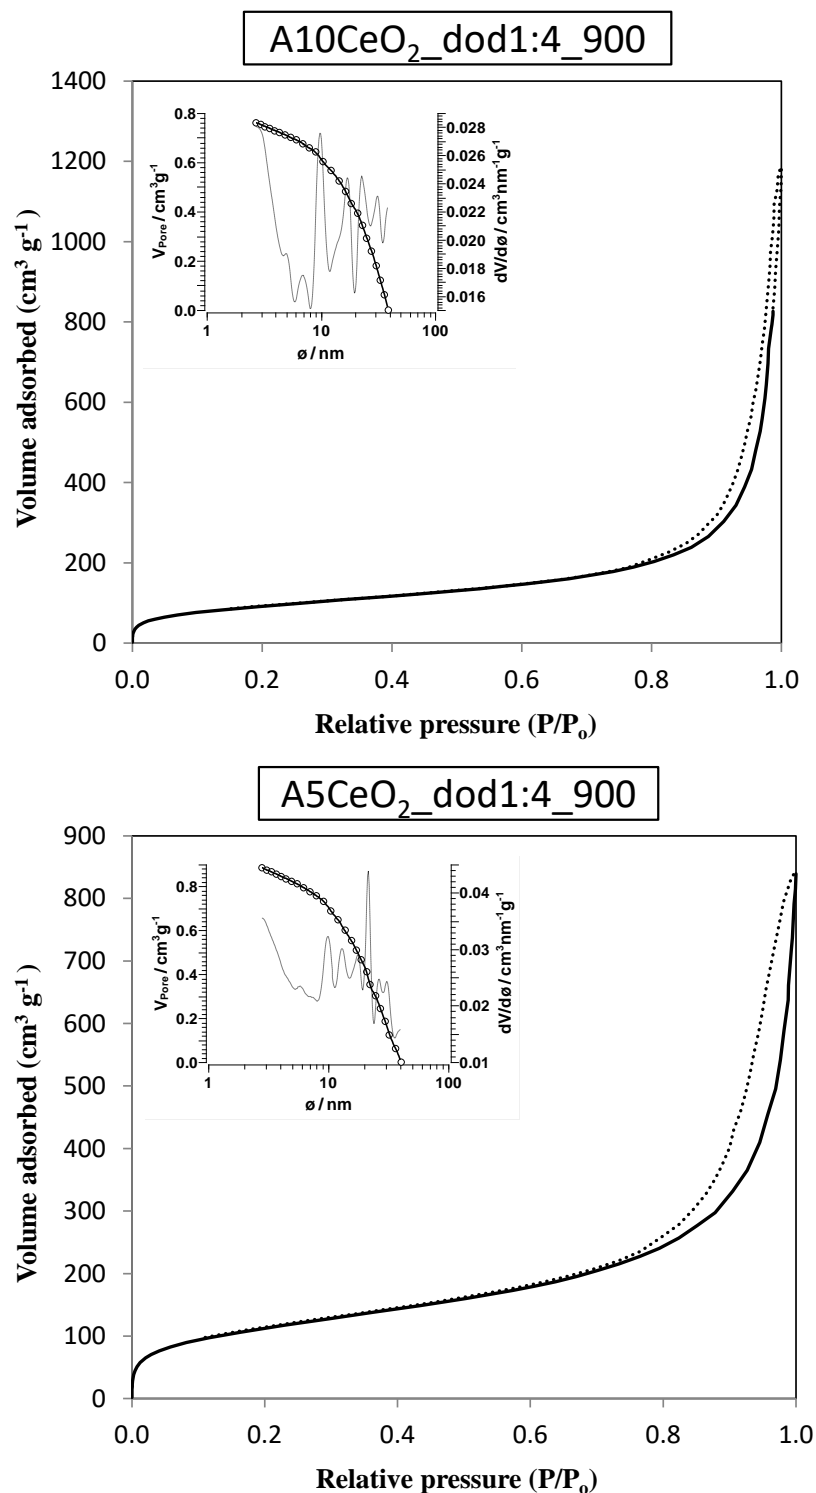 A10CeO₂_dod1:4_900
1400
1200
1000
800
600
400
200
0
0.0 0.2 0.4 0.6 0.8 1.0
Volume adsorbed (cm³ g⁻¹ )
Relative pressure (P/Pₒ)
0.8
0.6
0.4
0.2
0.0
V_Pore / cm³g⁻¹
0.028
0.026
0.024
0.022
0.020
0.018
0.016
dV/dø / cm³nm⁻¹g⁻¹
1 10 100
ø / nm
A5CeO₂_dod1:4_900
900
800
700
600
500
400
300
200
100
0
0.0 0.2 0.4 0.6 0.8 1.0
Volume adsorbed (cm³ g⁻¹ )
Relative pressure (P/Pₒ)
0.8
0.6
0.4
0.2
0.0
V_Pore / cm³g⁻¹
0.04
0.03
0.02
0.01
dV/dø / cm³nm⁻¹g⁻¹
1 10 100
ø / nm